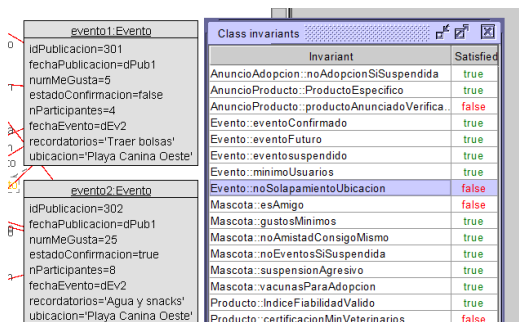 evento1:Evento
idPublicacion=301
fechaPublicacion=dPub1
numMeGusta=5
estadoConfirmacion=false
nParticipantes=4
fechaEvento=dEv2
recordatorios='Traer bolsas'
ubicacion='Playa Canina Oeste'
evento2:Evento
idPublicacion=302
fechaPublicacion=dPub1
numMeGusta=25
estadoConfirmacion=true
nParticipantes=8
fechaEvento=dEv2
recordatorios='Agua y snacks'
ubicacion='Playa Canina Oeste'
Class invariants
Invariant Satisfied
AnuncioAdopcion::noAdopcionSiSuspendida true
AnuncioProducto::ProductoEspecifico true
AnuncioProducto::productoAnunciadoVerifica... false
Evento::eventoConfirmado true
Evento::eventoFuturo true
Evento::eventosuspendido true
Evento::minimoUsuarios true
Evento::noSolapamientoUbicacion false
Mascota::esAmigo false
Mascota::gustosMinimos true
Mascota::noAmistadConsigoMismo true
Mascota::noEventosSiSuspendida true
Mascota::suspensionAgresivo true
Mascota::vacunasParaAdopcion true
Producto::IndiceFiabilidadValido true
Producto::certificacionMinVeterinarios false